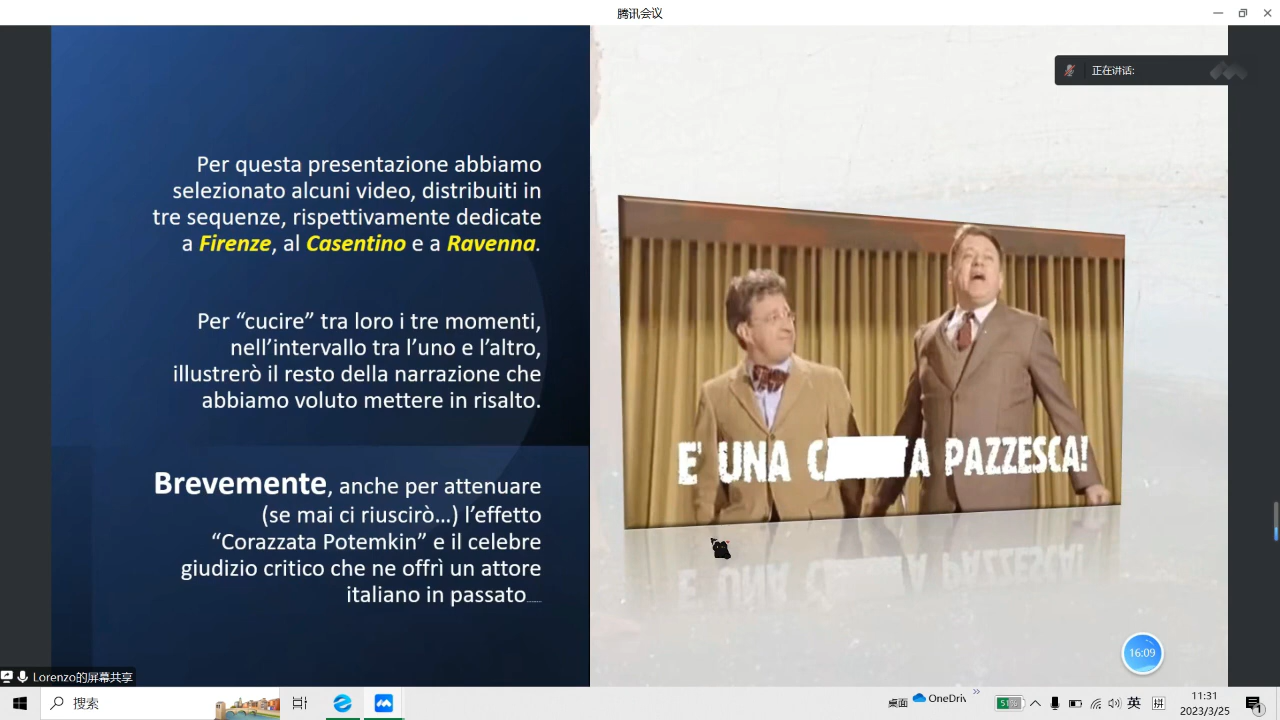 腾讯会议
正在讲话:
Per questa presentazione abbiamo
selezionato alcuni video, distribuiti in
tre sequenze, rispettivamente dedicate
a Firenze, al Casentino e a Ravenna.
Per “cucire” tra loro i tre momenti,
nell’intervallo tra l’uno e l’altro,
illustrerò il resto della narrazione che
abbiamo voluto mettere in risalto.
Brevemente, anche per attenuare
(se mai ci riuscirò…) l’effetto
“Corazzata Potemkin” e il celebre
giudizio critico che ne offrì un attore
italiano in passato……
E' UNA C A PAZZESCA!
16:09
Lorenzo的屏幕共享
搜索
桌面
OneDriv
51%
英
拼
11:31
2023/3/25
1